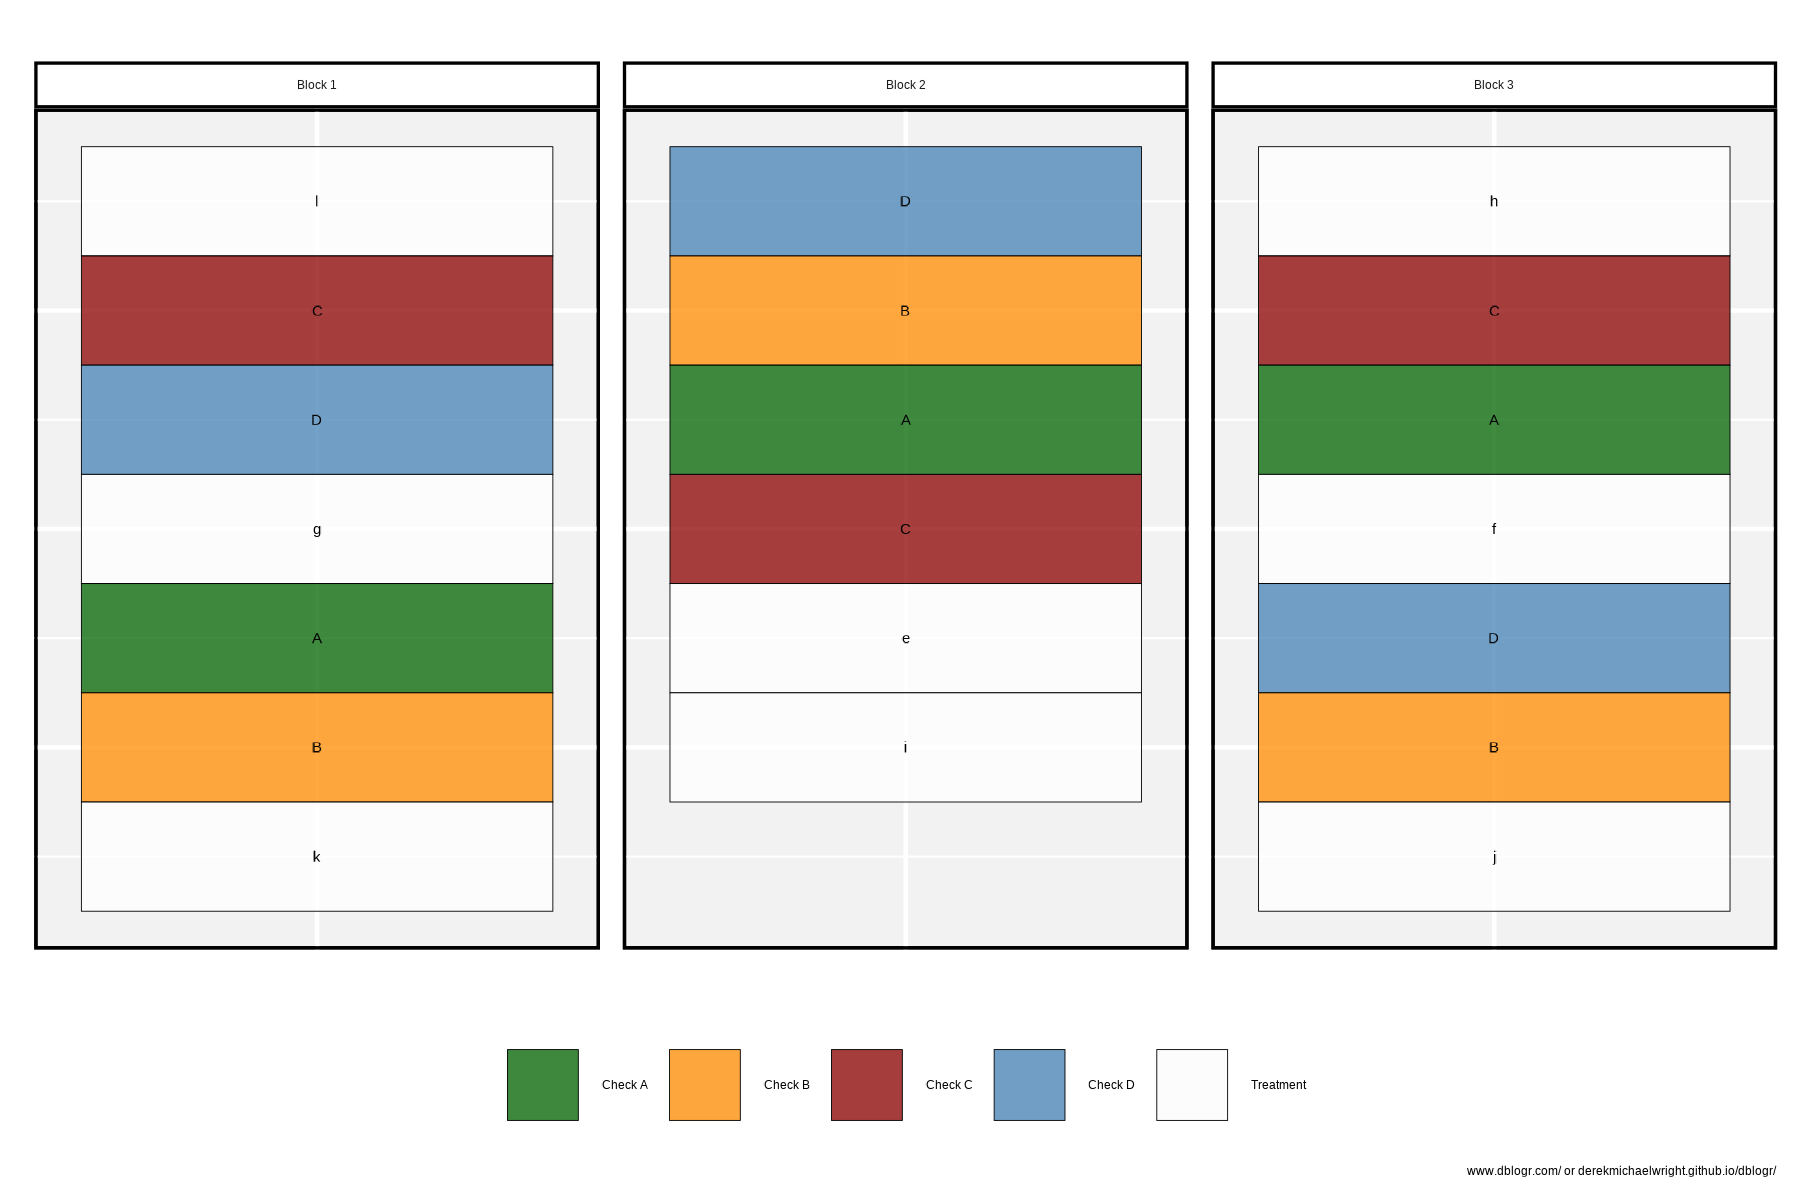 Block 1
l
C
D
g
A
B
k
Block 2
D
B
A
C
e
i
Block 3
h
C
A
f
D
B
j
Check A
Check B
Check C
Check D
Treatment
www.dblogr.com/ or derekmichaelwright.github.io/dblogr/